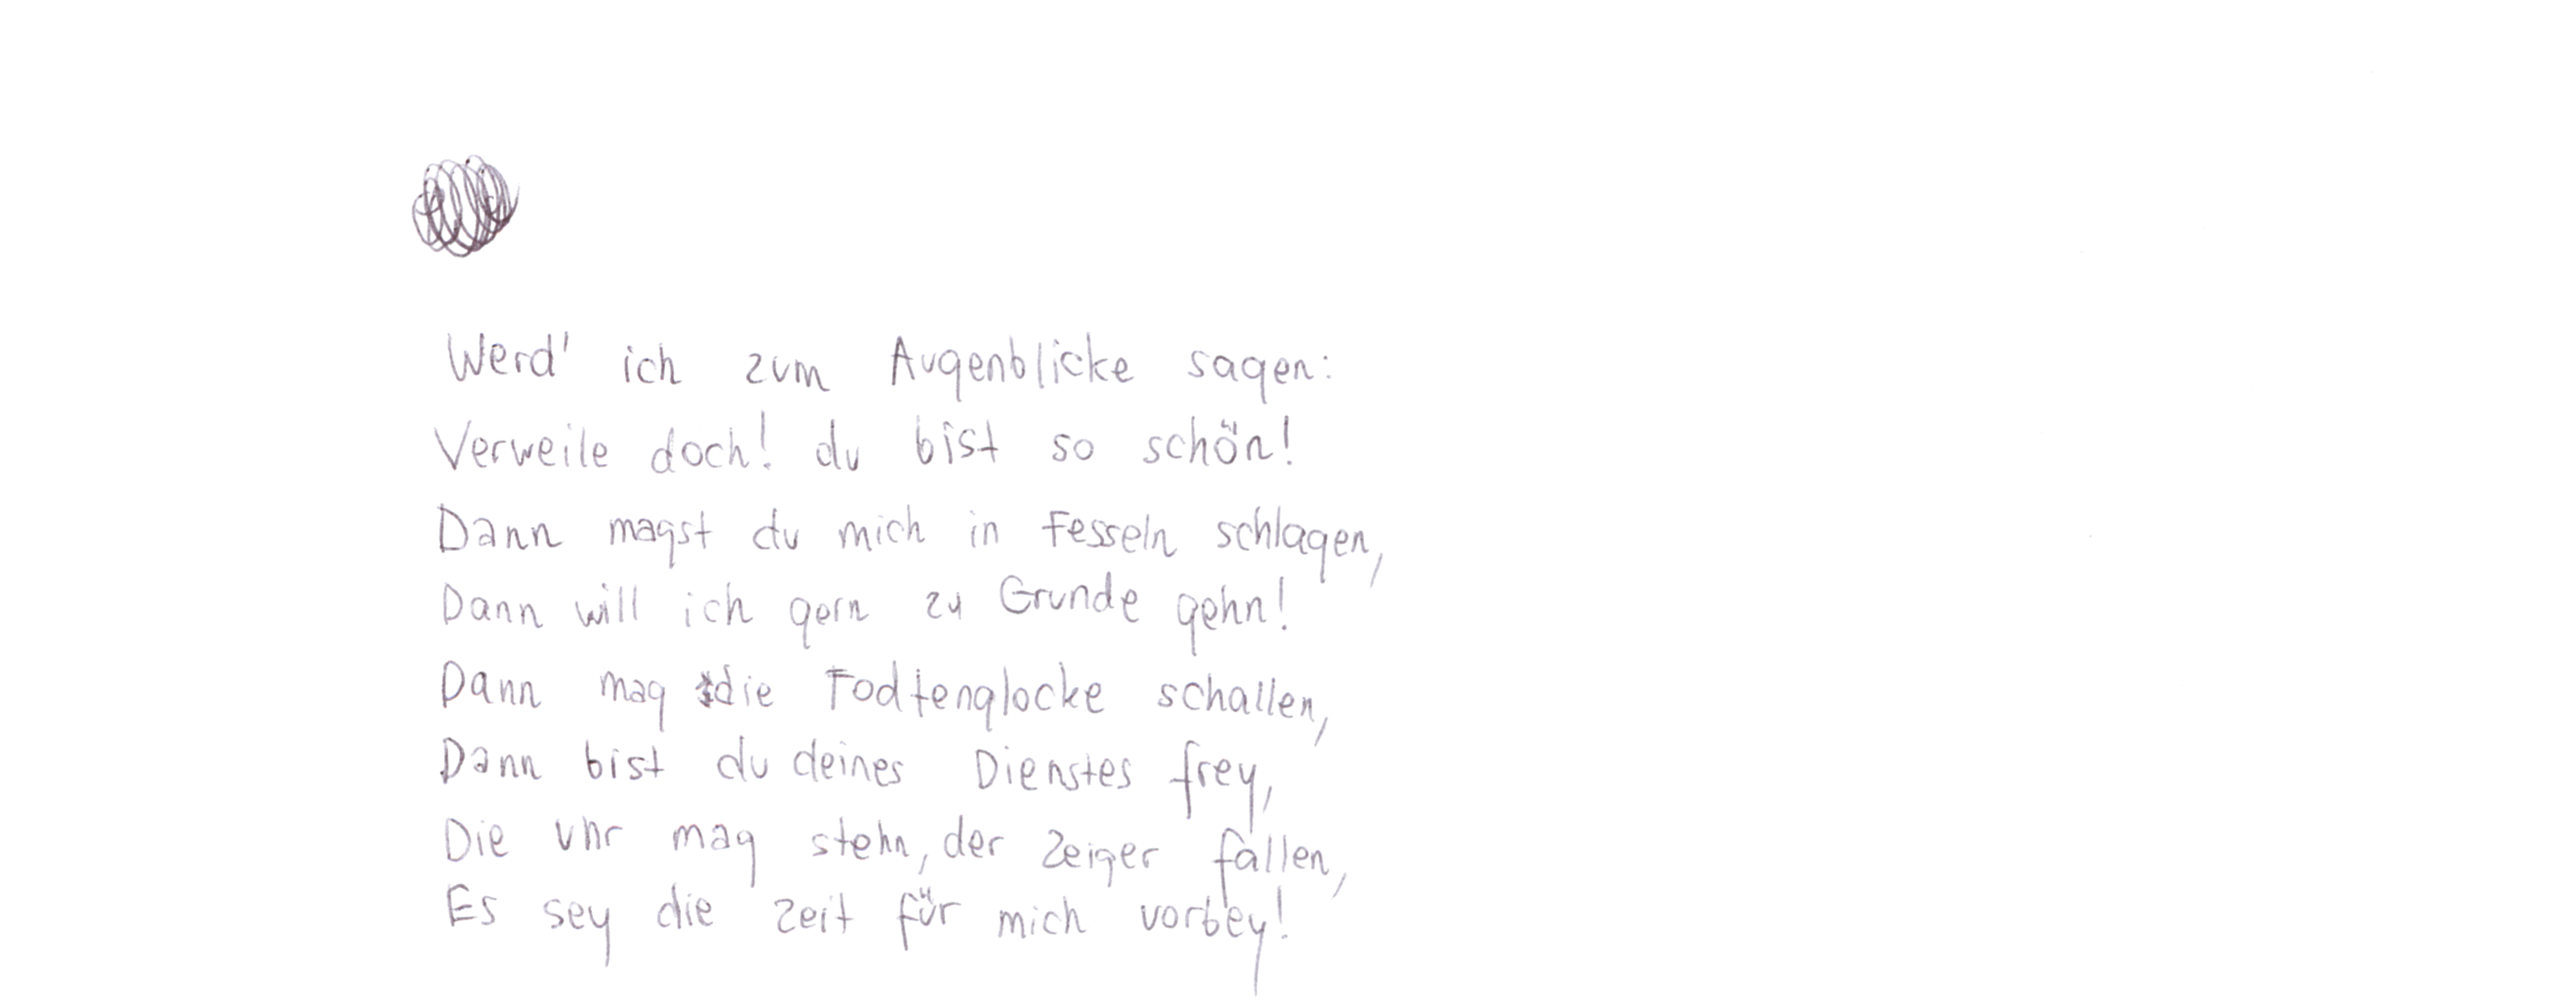 Werd' ich zum Augenblicke sagen:
Verweile doch! du bist so schön!
Dann magst du mich in Fesseln schlagen,
Dann will ich gern zu Grunde gehn!
Dann mag die Todtenglocke schallen,
Dann bist du deines Dienstes frey,
Die Uhr mag stehn, der Zeiger fallen,
Es sey die Zeit für mich vorbey!